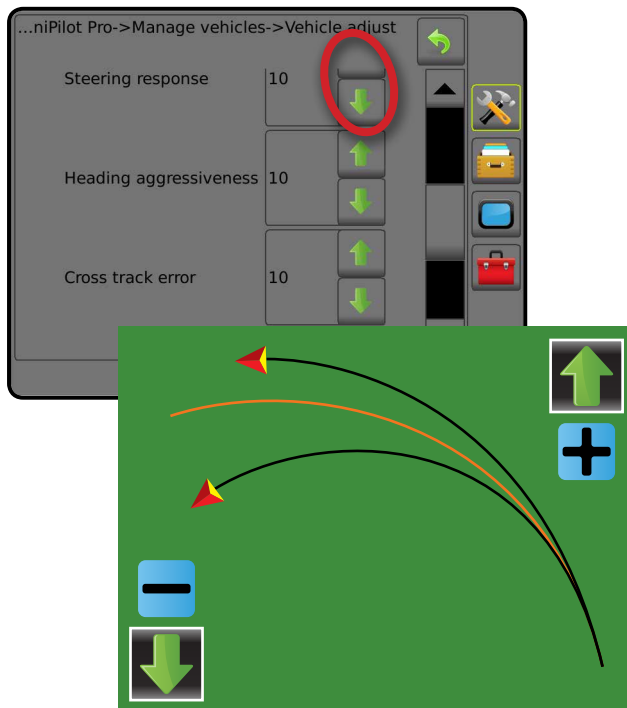 ...niPilot Pro->Manage vehicles->Vehicle adjust
Steering response 10
Heading aggressiveness 10
Cross track error 10